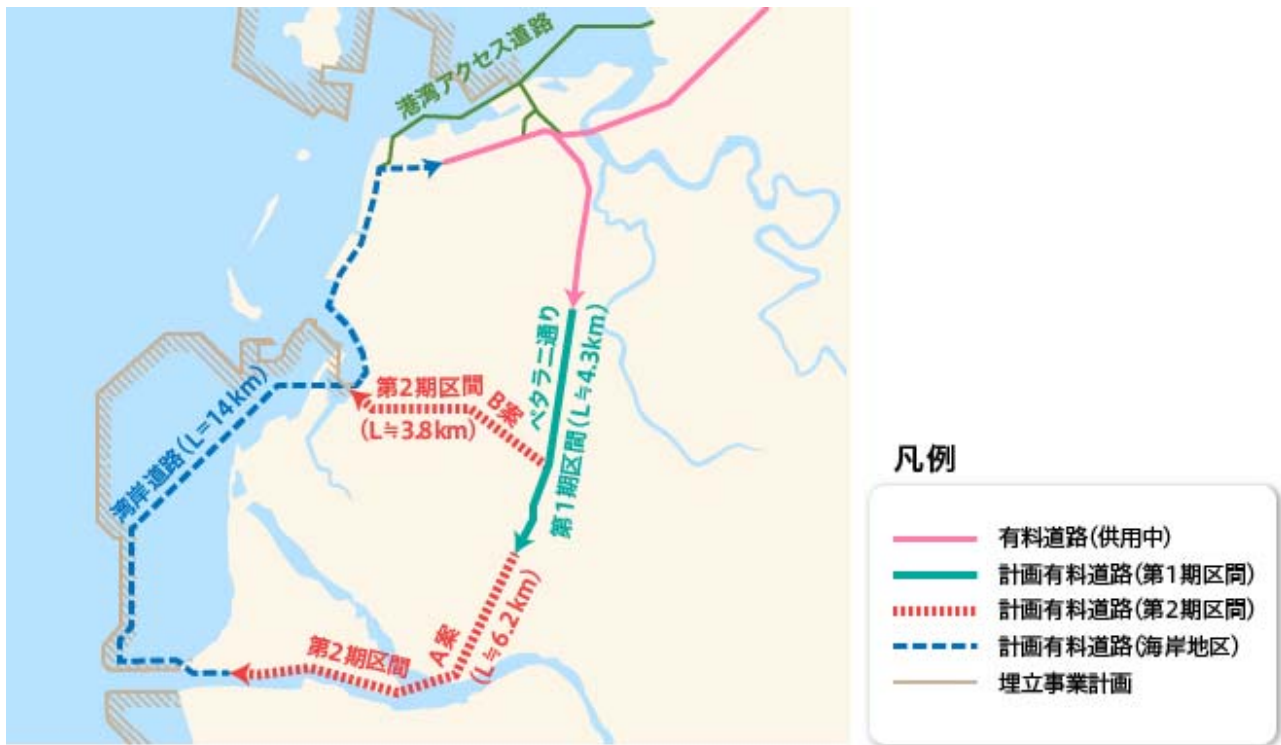 港湾アクセス道路
ペタラニ通り
第1期区間(L≒4.3km)
第2期区間
B案
(L≒3.8km)
湾岸道路(L=14km)
第2期区間
A案
(L≒6.2km)
凡例
有料道路(供用中)
計画有料道路(第1期区間)
計画有料道路(第2期区間)
計画有料道路(海岸地区)
埋立事業計画